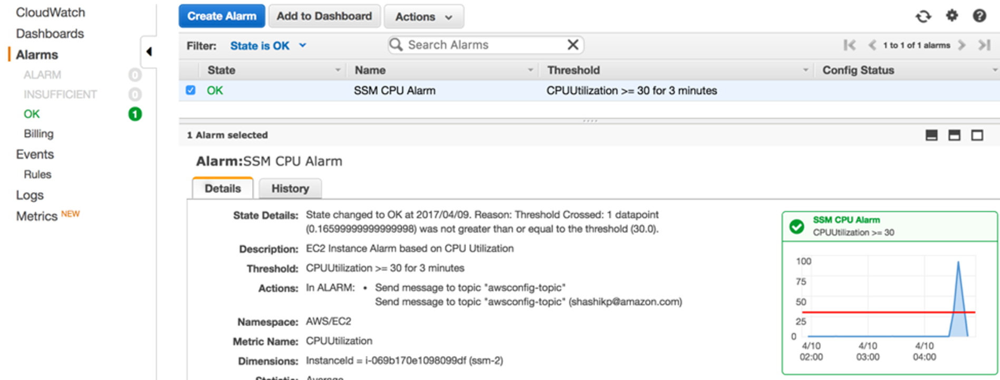 CloudWatch
Dashboards
Alarms
ALARM 0
INSUFFICIENT 0
OK 1
Billing
Events
Rules
Logs
Metrics NEW
Create Alarm Add to Dashboard Actions
Filter: State is OK Search Alarms 1 to 1 of 1 alarms
State Name Threshold Config Status
OK SSM CPU Alarm CPUUtilization >= 30 for 3 minutes
1 Alarm selected
Alarm:SSM CPU Alarm
Details History
State Details: State changed to OK at 2017/04/09. Reason: Threshold Crossed: 1 datapoint
(0.16599999999999998) was not greater than or equal to the threshold (30.0).
Description: EC2 Instance Alarm based on CPU Utilization
Threshold: CPUUtilization >= 30 for 3 minutes
Actions: In ALARM: • Send message to topic "awsconfig-topic"
Send message to topic "awsconfig-topic" (shashikp@amazon.com)
Namespace: AWS/EC2
Metric Name: CPUUtilization
Dimensions: InstanceId = i-069b170e1098099df (ssm-2)
Statistic: Average
SSM CPU Alarm
CPUUtilization >= 30
100
75
50
25
0
4/10 4/10 4/10
02:00 03:00 04:00